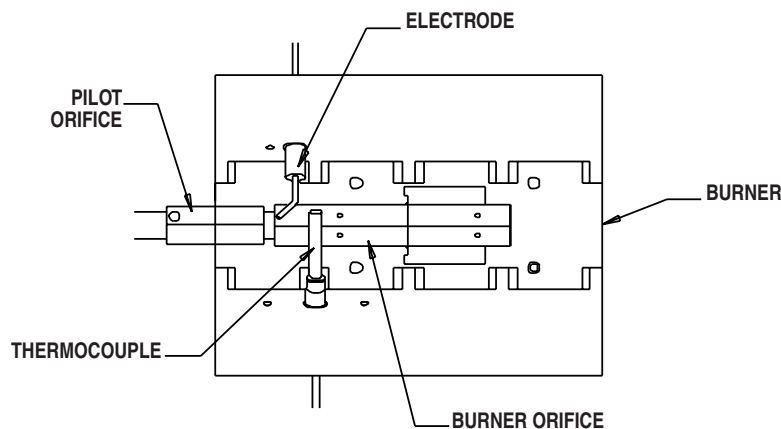 ELECTRODE
PILOT
ORIFICE
BURNER
THERMOCOUPLE
BURNER ORIFICE